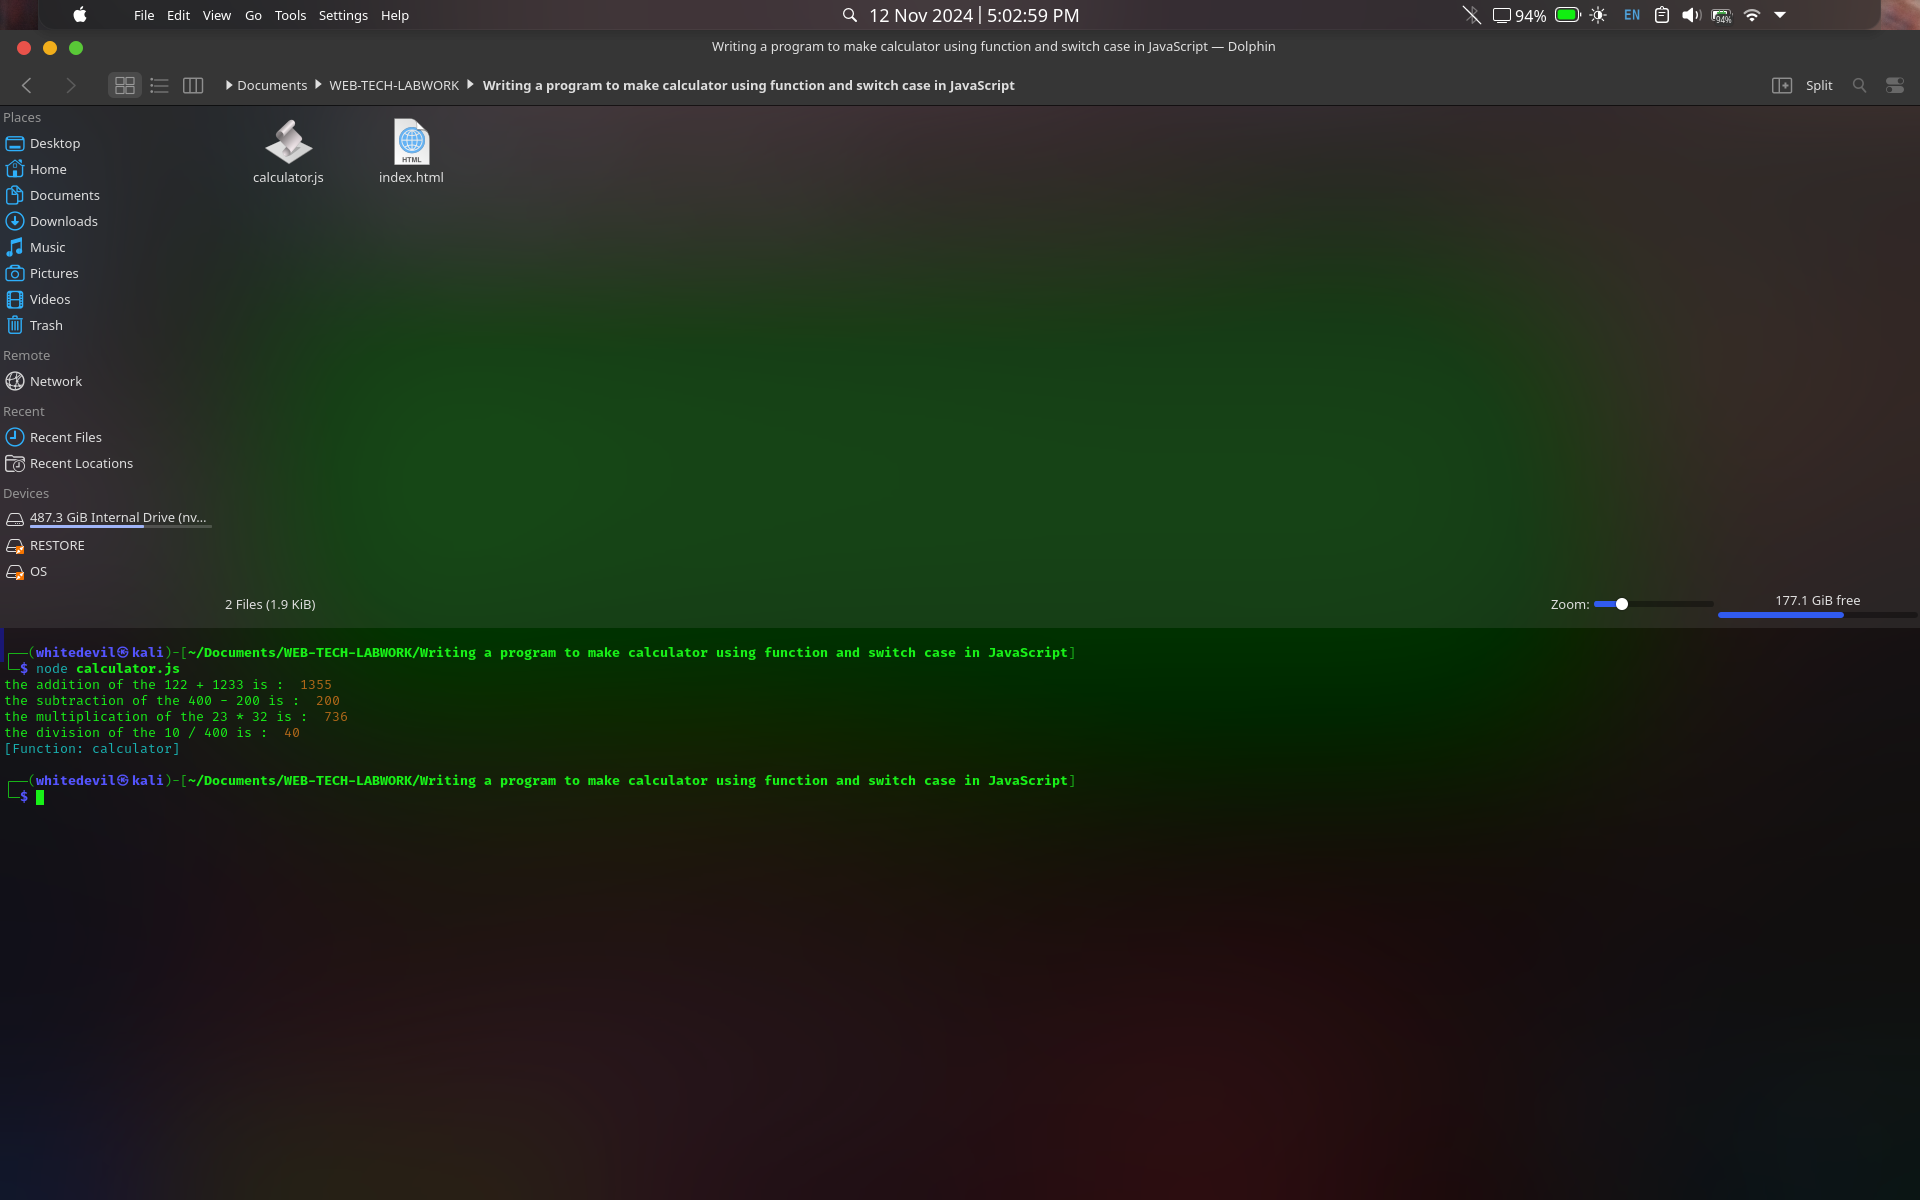 File Edit View Go Tools Settings Help
12 Nov 2024 | 5:02:59 PM
94%
EN
94%
Writing a program to make calculator using function and switch case in JavaScript — Dolphin
Documents WEB-TECH-LABWORK Writing a program to make calculator using function and switch case in JavaScript
Split
Places
Desktop
Home
Documents
Downloads
Music
Pictures
Videos
Trash
Remote
Network
Recent
Recent Files
Recent Locations
Devices
487.3 GiB Internal Drive (nv...
RESTORE
OS
calculator.js
HTML
index.html
2 Files (1.9 KiB)
Zoom:
177.1 GiB free
┌──(whitedevil㉿kali)-[~/Documents/WEB-TECH-LABWORK/Writing a program to make calculator using function and switch case in JavaScript]
└─$ node calculator.js
the addition of the 122 + 1233 is :  1355
the subtraction of the 400 - 200 is :  200
the multiplication of the 23 * 32 is :  736
the division of the 10 / 400 is :  40
[Function: calculator]
┌──(whitedevil㉿kali)-[~/Documents/WEB-TECH-LABWORK/Writing a program to make calculator using function and switch case in JavaScript]
└─$